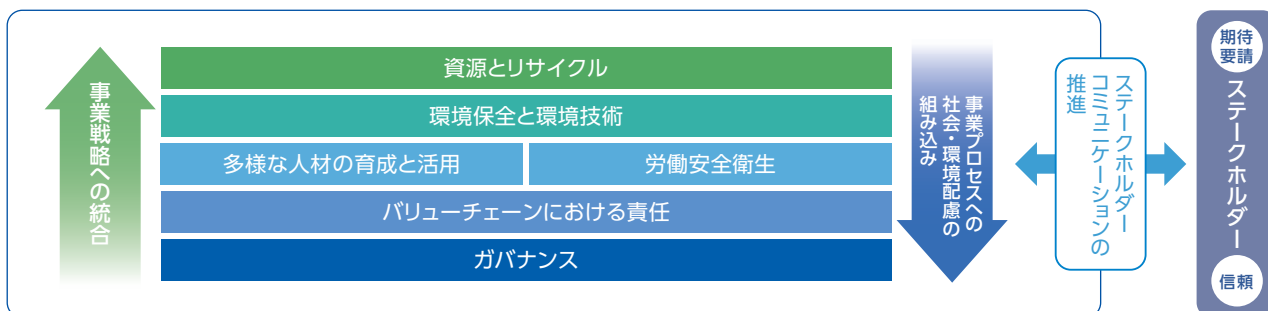 事業戦略への統合
資源とリサイクル
環境保全と環境技術
多様な人材の育成と活用
労働安全衛生
バリューチェーンにおける責任
ガバナンス
事業プロセスへの
社会・環境配慮の
組み込み
ステークホルダー
コミュニケーションの
推進
期待
要請
ステークホルダー
信頼